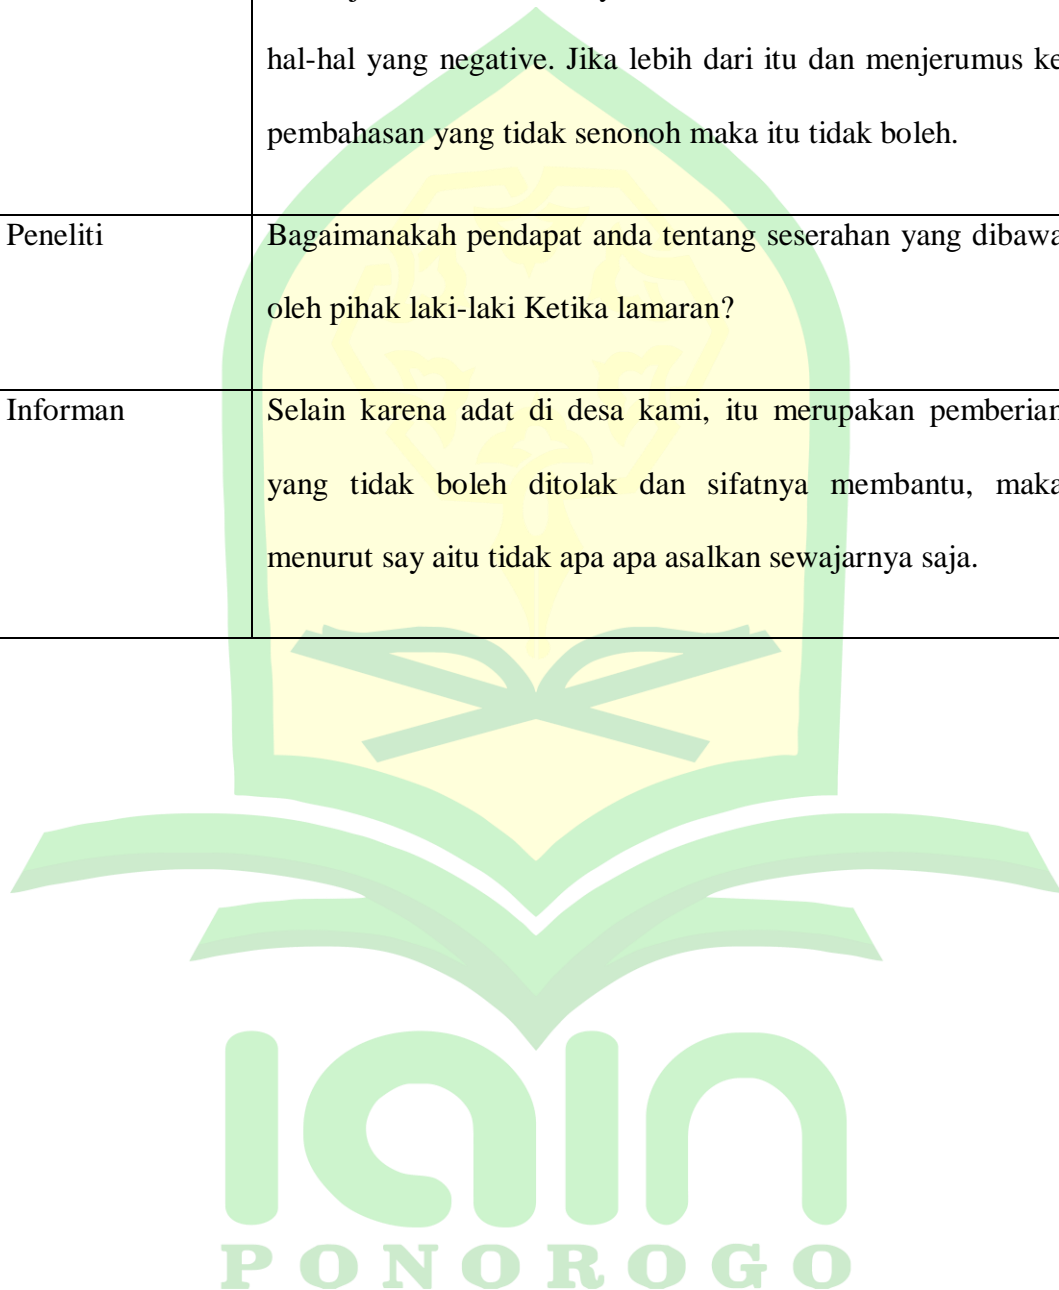 hal-hal yang negative. Jika lebih dari itu dan menjerumus ke
pembahasan yang tidak senonoh maka itu tidak boleh.
Peneliti
Bagaimanakah pendapat anda tentang seserahan yang dibawa
oleh pihak laki-laki Ketika lamaran?
Informan
Selain karena adat di desa kami, itu merupakan pemberian
yang tidak boleh ditolak dan sifatnya membantu, maka
menurut say aitu tidak apa apa asalkan sewajarnya saja.
iain
PONOROGO